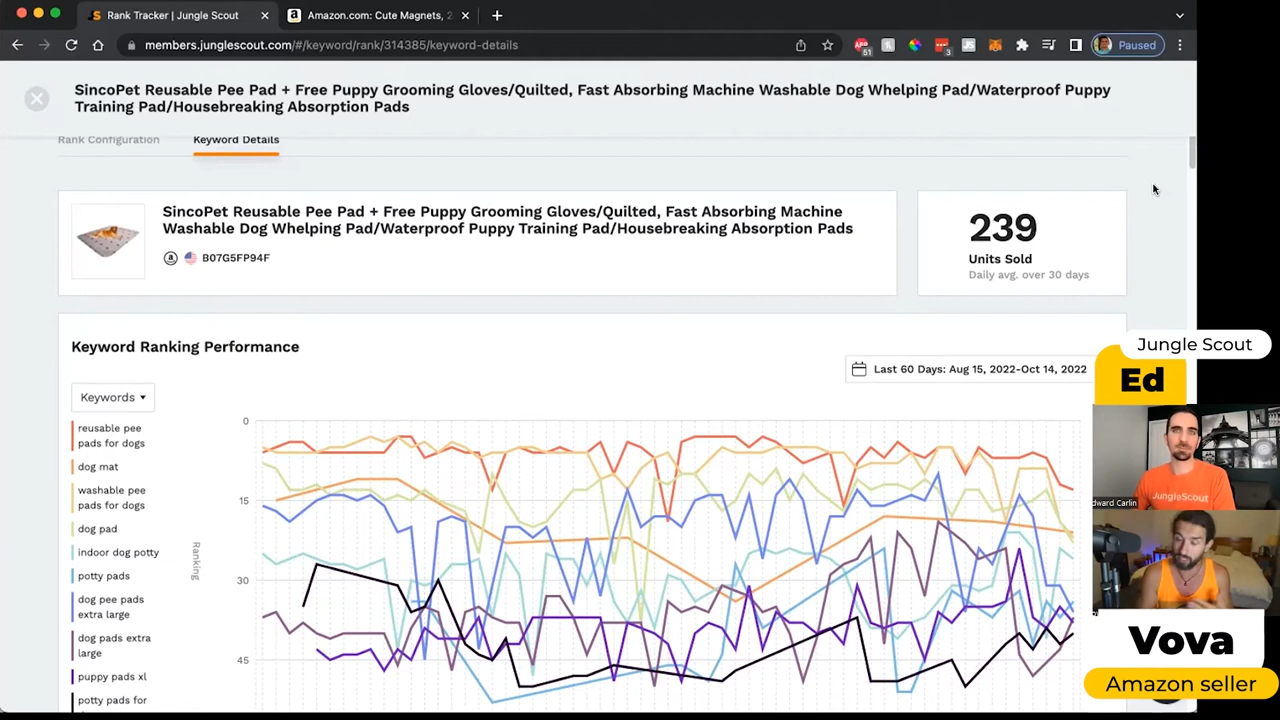 Rank Tracker | Jungle Scout
Amazon.com: Cute Magnets, 2
members.junglescout.com/#/keyword/rank/314385/keyword-details
51
3
Paused
SincoPet Reusable Pee Pad + Free Puppy Grooming Gloves/Quilted, Fast Absorbing Machine Washable Dog Whelping Pad/Waterproof Puppy
Training Pad/Housebreaking Absorption Pads
Rank Configuration
Keyword Details
SincoPet Reusable Pee Pad + Free Puppy Grooming Gloves/Quilted, Fast Absorbing Machine
Washable Dog Whelping Pad/Waterproof Puppy Training Pad/Housebreaking Absorption Pads
B07G5FP94F
239
Units Sold
Daily avg. over 30 days
Keyword Ranking Performance
Last 60 Days: Aug 15, 2022-Oct 14, 2022
Keywords
reusable pee
pads for dogs
dog mat
washable pee
pads for dogs
dog pad
indoor dog potty
potty pads
dog pee pads
extra large
dog pads extra
large
puppy pads xl
potty pads for
Ranking
0
15
30
45
Jungle Scout
Ed
JungleScout
dward Carlin
Vova
Amazon seller